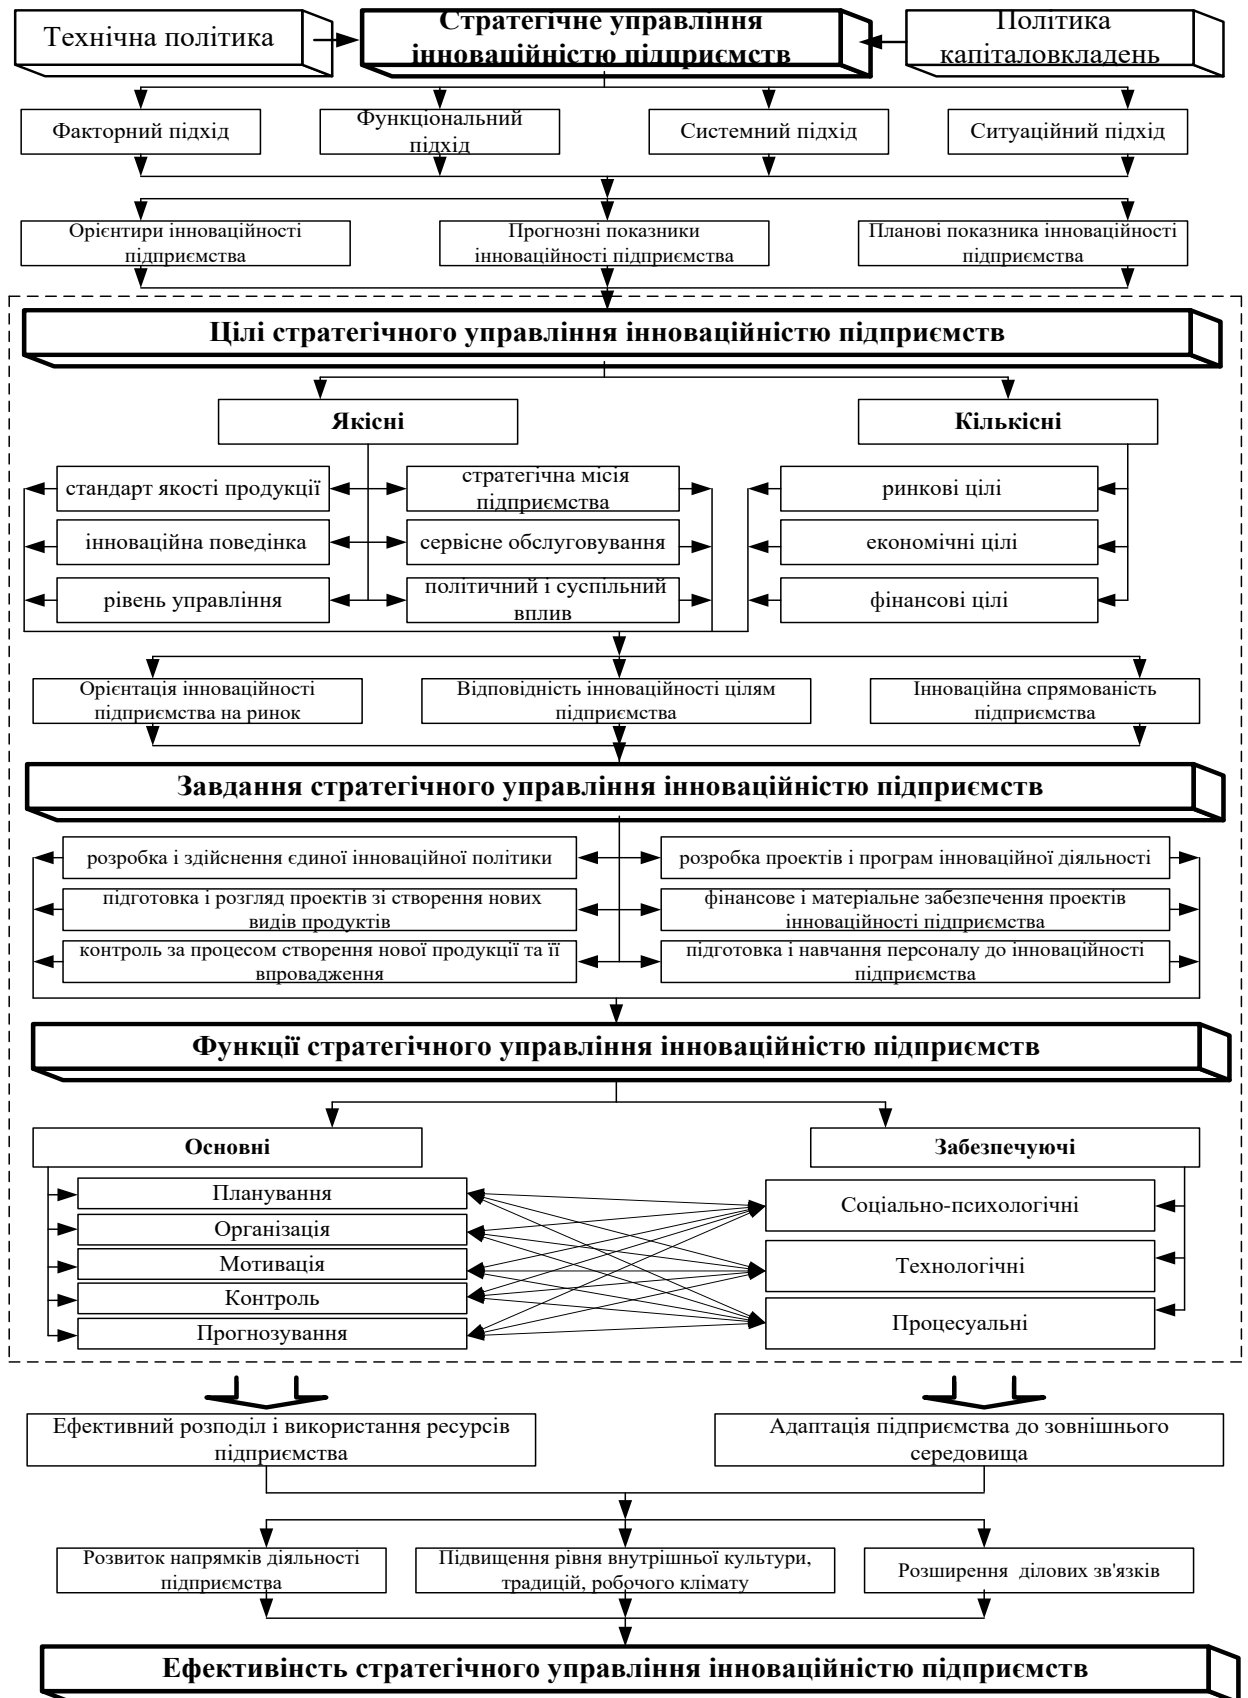 Технічна політика
Стратегічне управління
інноваційністю підприємств
Політика
капіталовкладень
Факторний підхід
Функціональний
підхід
Системний підхід
Ситуаційний підхід
Орієнтири інноваційності
підприємства
Прогнозні показники
інноваційності підприємства
Планові показника інноваційності
підприємства
Цілі стратегічного управління інноваційністю підприємств
Якісні
Кількісні
стандарт якості продукції
стратегічна місія
підприємства
ринкові цілі
інноваційна поведінка
сервісне обслуговування
економічні цілі
рівень управління
політичний і суспільний
вплив
фінансові цілі
Орієнтація інноваційності
підприємства на ринок
Відповідність інноваційності цілям
підприємства
Інноваційна спрямованість
підприємства
Завдання стратегічного управління інноваційністю підприємств
розробка і здійснення єдиної інноваційної політики
розробка проектів і програм інноваційної діяльності
підготовка і розгляд проектів зі створення нових
видів продуктів
фінансове і матеріальне забезпечення проектів
інноваційності підприємства
контроль за процесом створення нової продукції та її
впровадження
підготовка і навчання персоналу до інноваційності
підприємства
Функції стратегічного управління інноваційністю підприємств
Основні
Забезпечуючі
Планування
Організація
Мотивація
Контроль
Прогнозування
Соціально-психологічні
Технологічні
Процесуальні
Ефективний розподіл і використання ресурсів
підприємства
Адаптація підприємства до зовнішнього
середовища
Розвиток напрямків діяльності
підприємства
Підвищення рівня внутрішньої культури,
традицій, робочого клімату
Розширення ділових зв'язків
Ефективінсть стратегічного управління інноваційністю підприємств